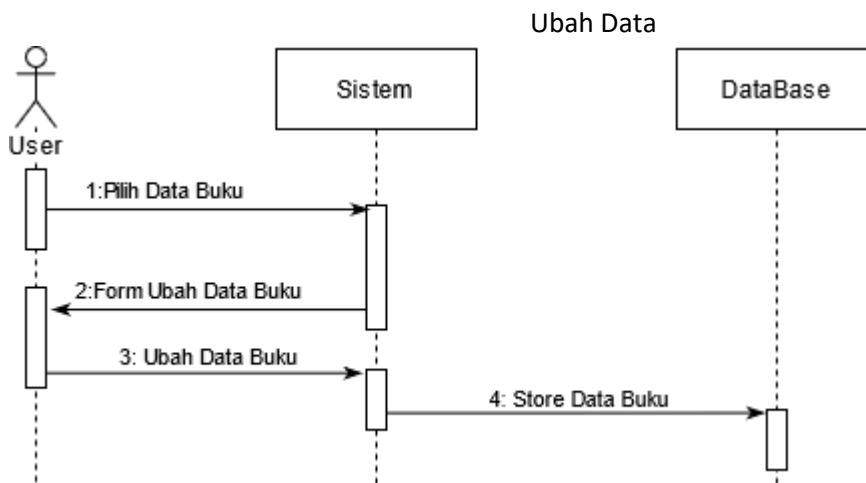 Ubah Data
User
Sistem
DataBase
1:Pilih Data Buku
2:Form Ubah Data Buku
3: Ubah Data Buku
4: Store Data Buku